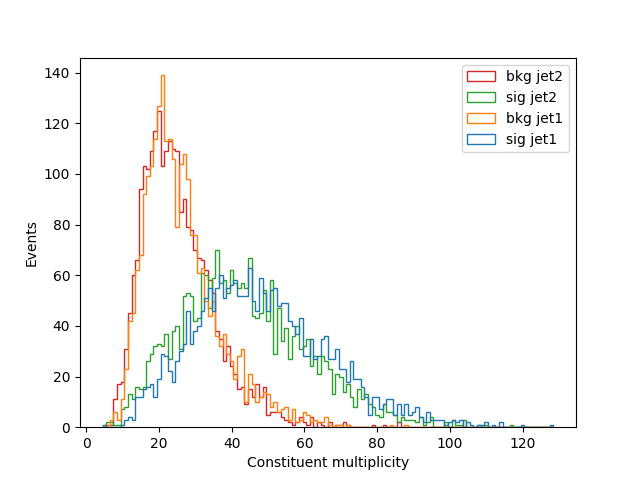 bkg jet2
sig jet2
bkg jet1
sig jet1
140
120
100
80
60
40
20
0
Events
0 20 40 60 80 100 120
Constituent multiplicity